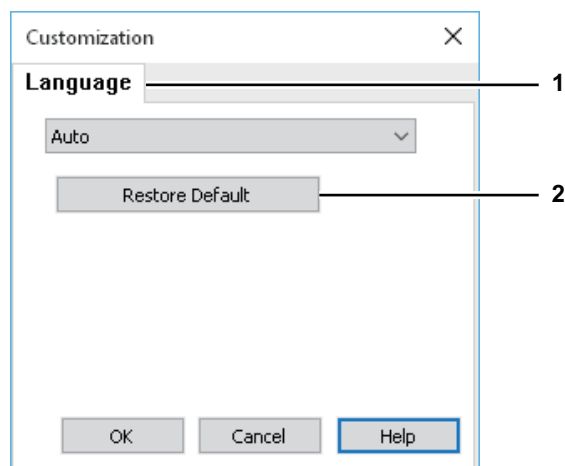 Customization
Language
1
Auto
Restore Default
2
OK Cancel Help